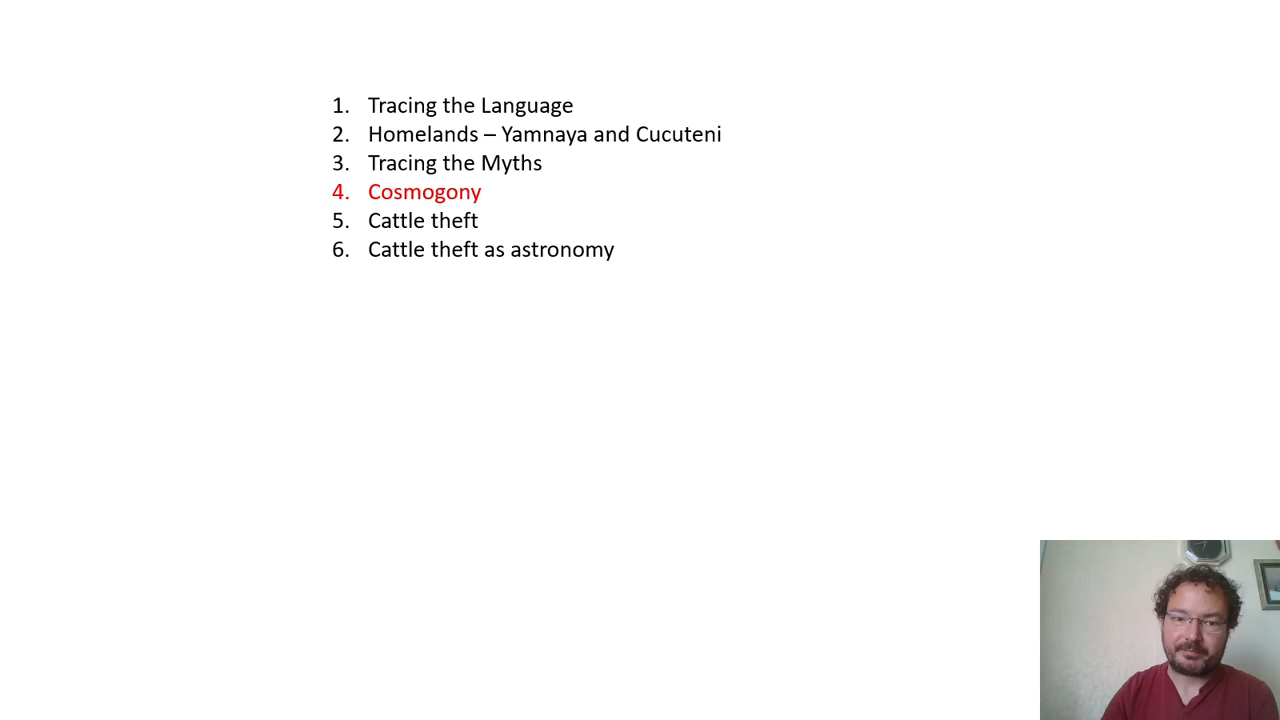 1. Tracing the Language
2. Homelands – Yamnaya and Cucuteni
3. Tracing the Myths
4. Cosmogony
5. Cattle theft
6. Cattle theft as astronomy